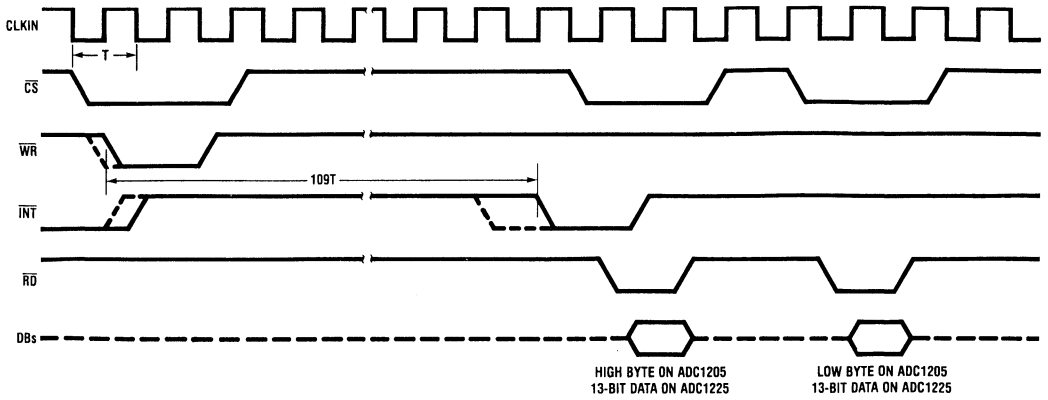 CLKIN
T
CS
WR
109T
INT
RD
DBs
HIGH BYTE ON ADC1205
13-BIT DATA ON ADC1225
LOW BYTE ON ADC1205
13-BIT DATA ON ADC1225